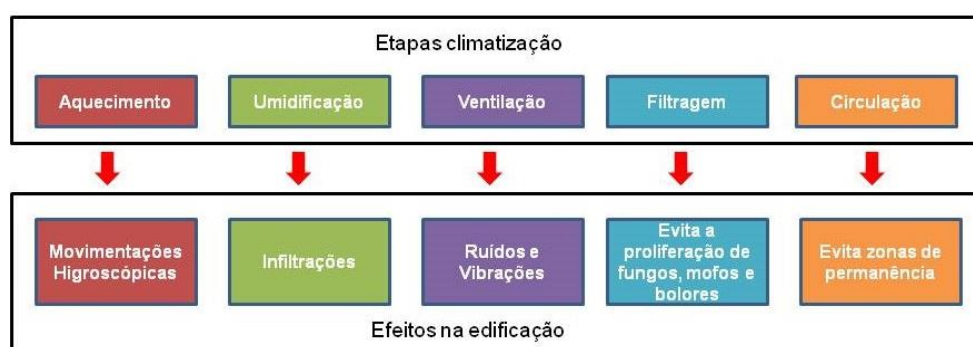 Etapas climatização
Aquecimento
Umidificação
Ventilação
Filtragem
Circulação
Movimentações
Higroscópicas
Infiltrações
Ruídos e
Vibrações
Evita a
proliferação de
fungos, mofos e
bolores
Evita zonas de
permanência
Efeitos na edificação